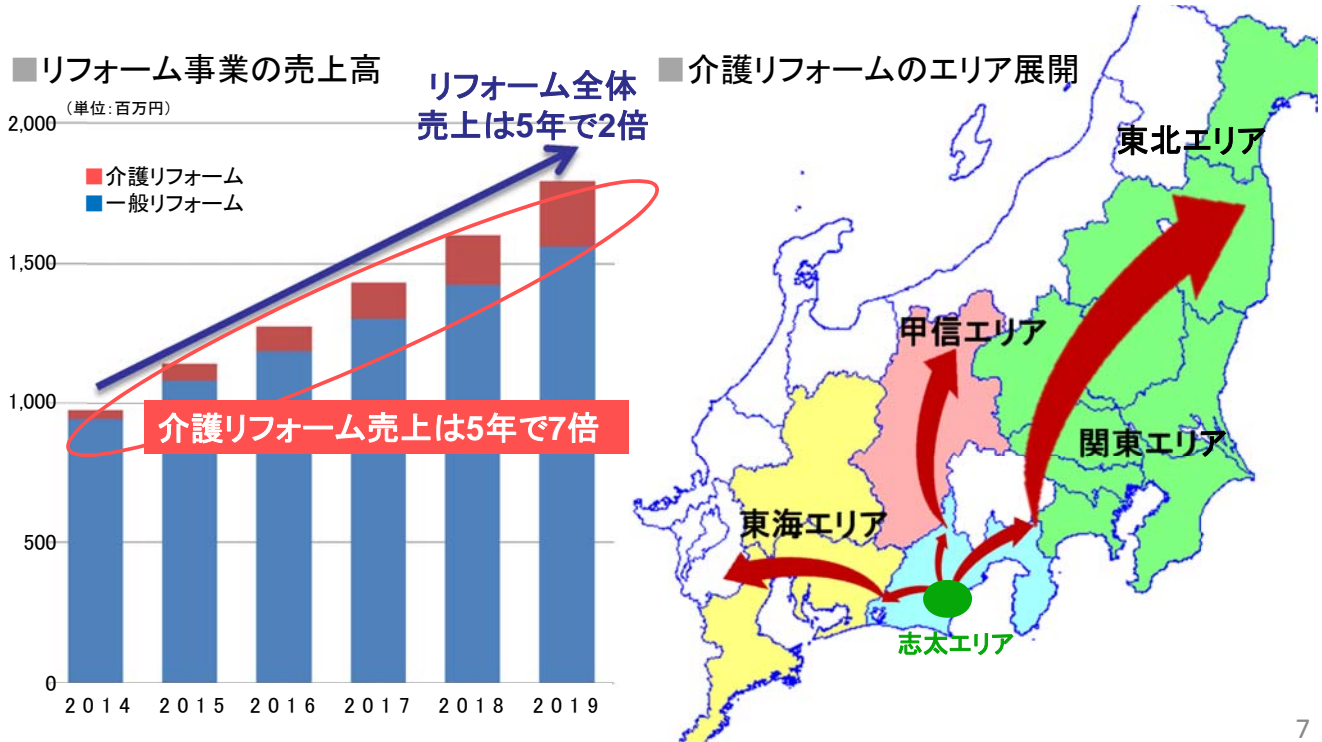 ■リフォーム事業の売上高
（単位：百万円）
リフォーム全体
売上は5年で2倍
2,000
■介護リフォーム
■一般リフォーム
1,500
1,000
介護リフォーム売上は5年で7倍
500
0
2014
2015
2016
2017
2018
2019
■介護リフォームのエリア展開
東北エリア
甲信エリア
関東エリア
東海エリア
志太エリア
7